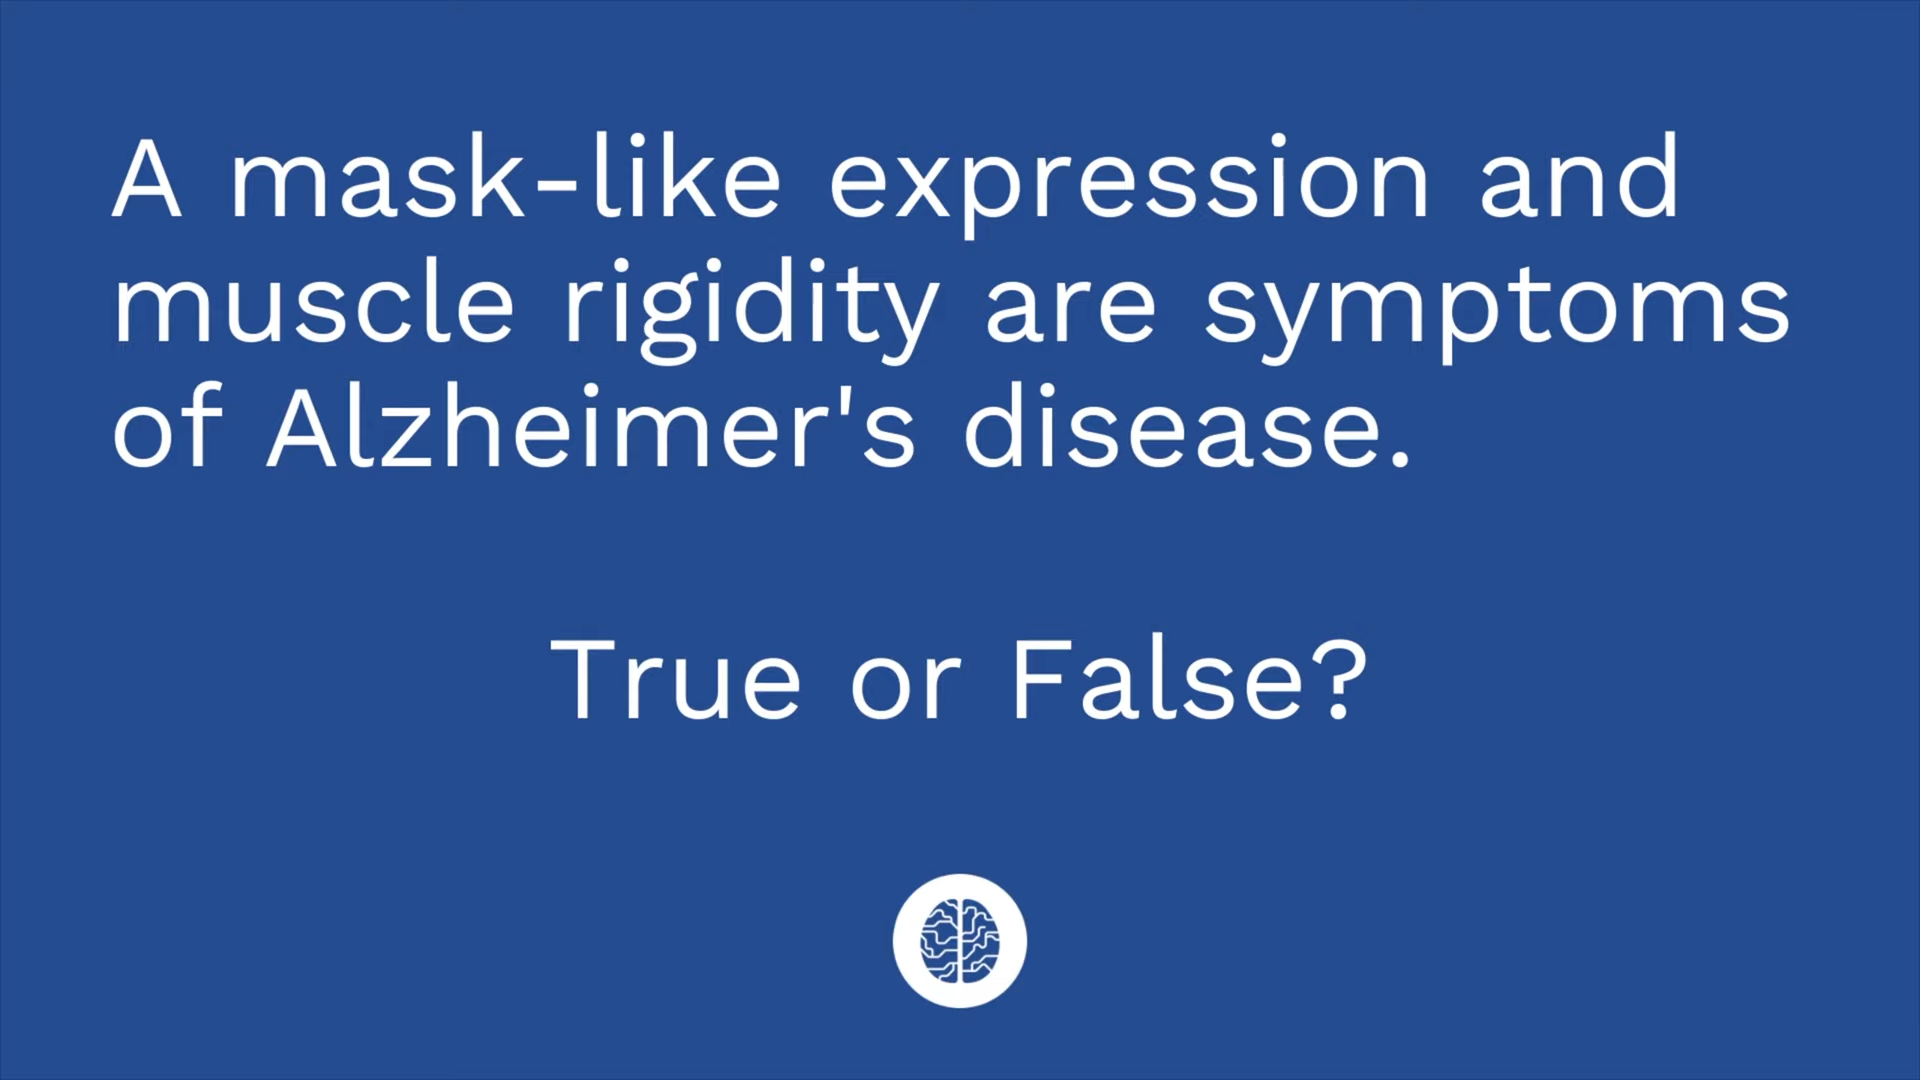 A mask-like expression and
muscle rigidity are symptoms
of Alzheimer's disease.
True or False?